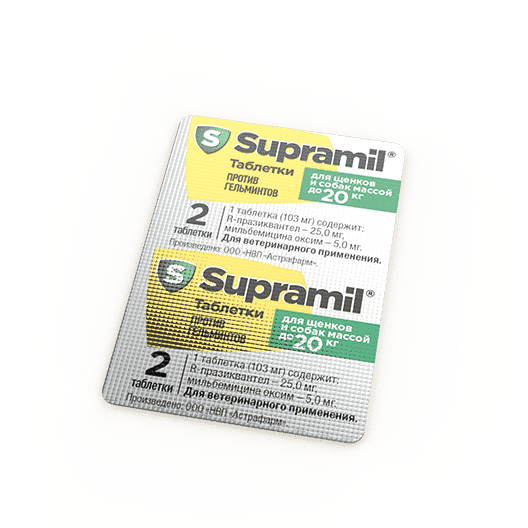 S Supramil®
Таблетки
ПРОТИВ
ГЕЛЬМИНТОВ
для щенков
и собак массой
до 20 кг
2
таблетки
1 таблетка (103 мг) содержит:
R-празиквантел – 25,0 мг,
мильбемицина оксим – 5,0 мг.
Для ветеринарного применения.
Произведено: ООО «НВП «Астрафарм»
S Supramil®
Таблетки
ПРОТИВ
ГЕЛЬМИНТОВ
для щенков
и собак массой
до 20 кг
2
таблетки
1 таблетка (103 мг) содержит:
R-празиквантел – 25,0 мг,
мильбемицина оксим – 5,0 мг.
Для ветеринарного применения.
Произведено: ООО «НВП «Астрафарм»